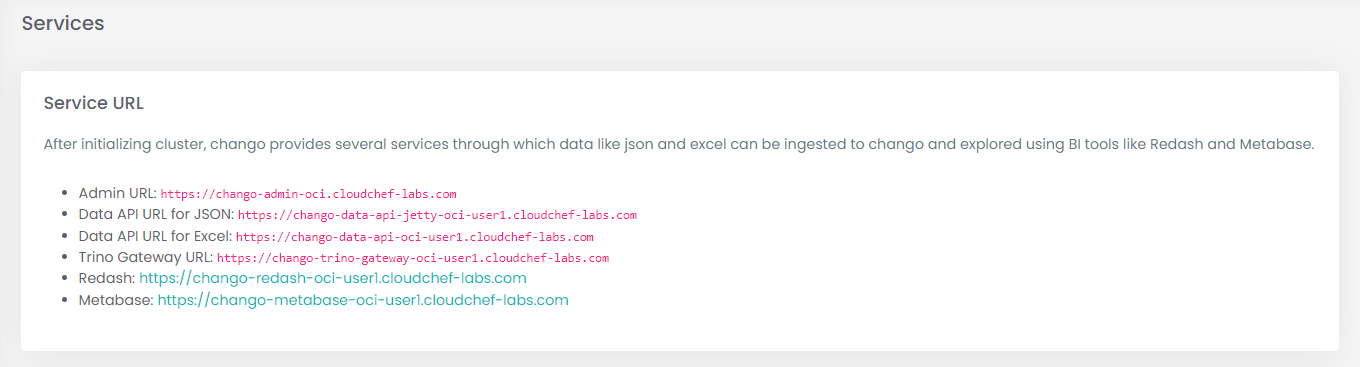 Services
Service URL
After initializing cluster, chango provides several services through which data like json and excel can be ingested to chango and explored using BI tools like Redash and Metabase.
• Admin URL: https://chango-admin-oci.cloudchef-labs.com
• Data API URL for JSON: https://chango-data-api-jetty-oci-user1.cloudchef-labs.com
• Data API URL for Excel: https://chango-data-api-oci-user1.cloudchef-labs.com
• Trino Gateway URL: https://chango-trino-gateway-oci-user1.cloudchef-labs.com
• Redash: https://chango-redash-oci-user1.cloudchef-labs.com
• Metabase: https://chango-metabase-oci-user1.cloudchef-labs.com